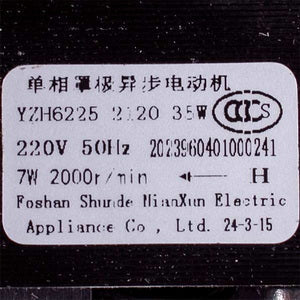 单相罩极异步电动机
YZH6225 2120 35W CCC S
220V 50Hz 2023960401000241
7W 2000r/min ← H
Foshan Shunde NianXun Electric
Appliance Co , Ltd. 24-3-15